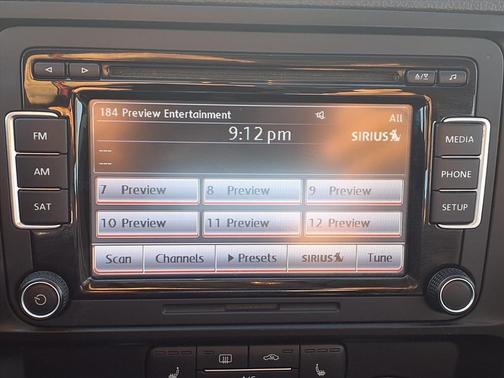 184 Preview Entertainment All
9:12 pm
SIRIUS
---
---
7 Preview 8 Preview 9 Preview
10 Preview 11 Preview 12 Preview
Scan Channels Presets SIRIUS Tune
FM
AM
SAT
MEDIA
PHONE
SETUP